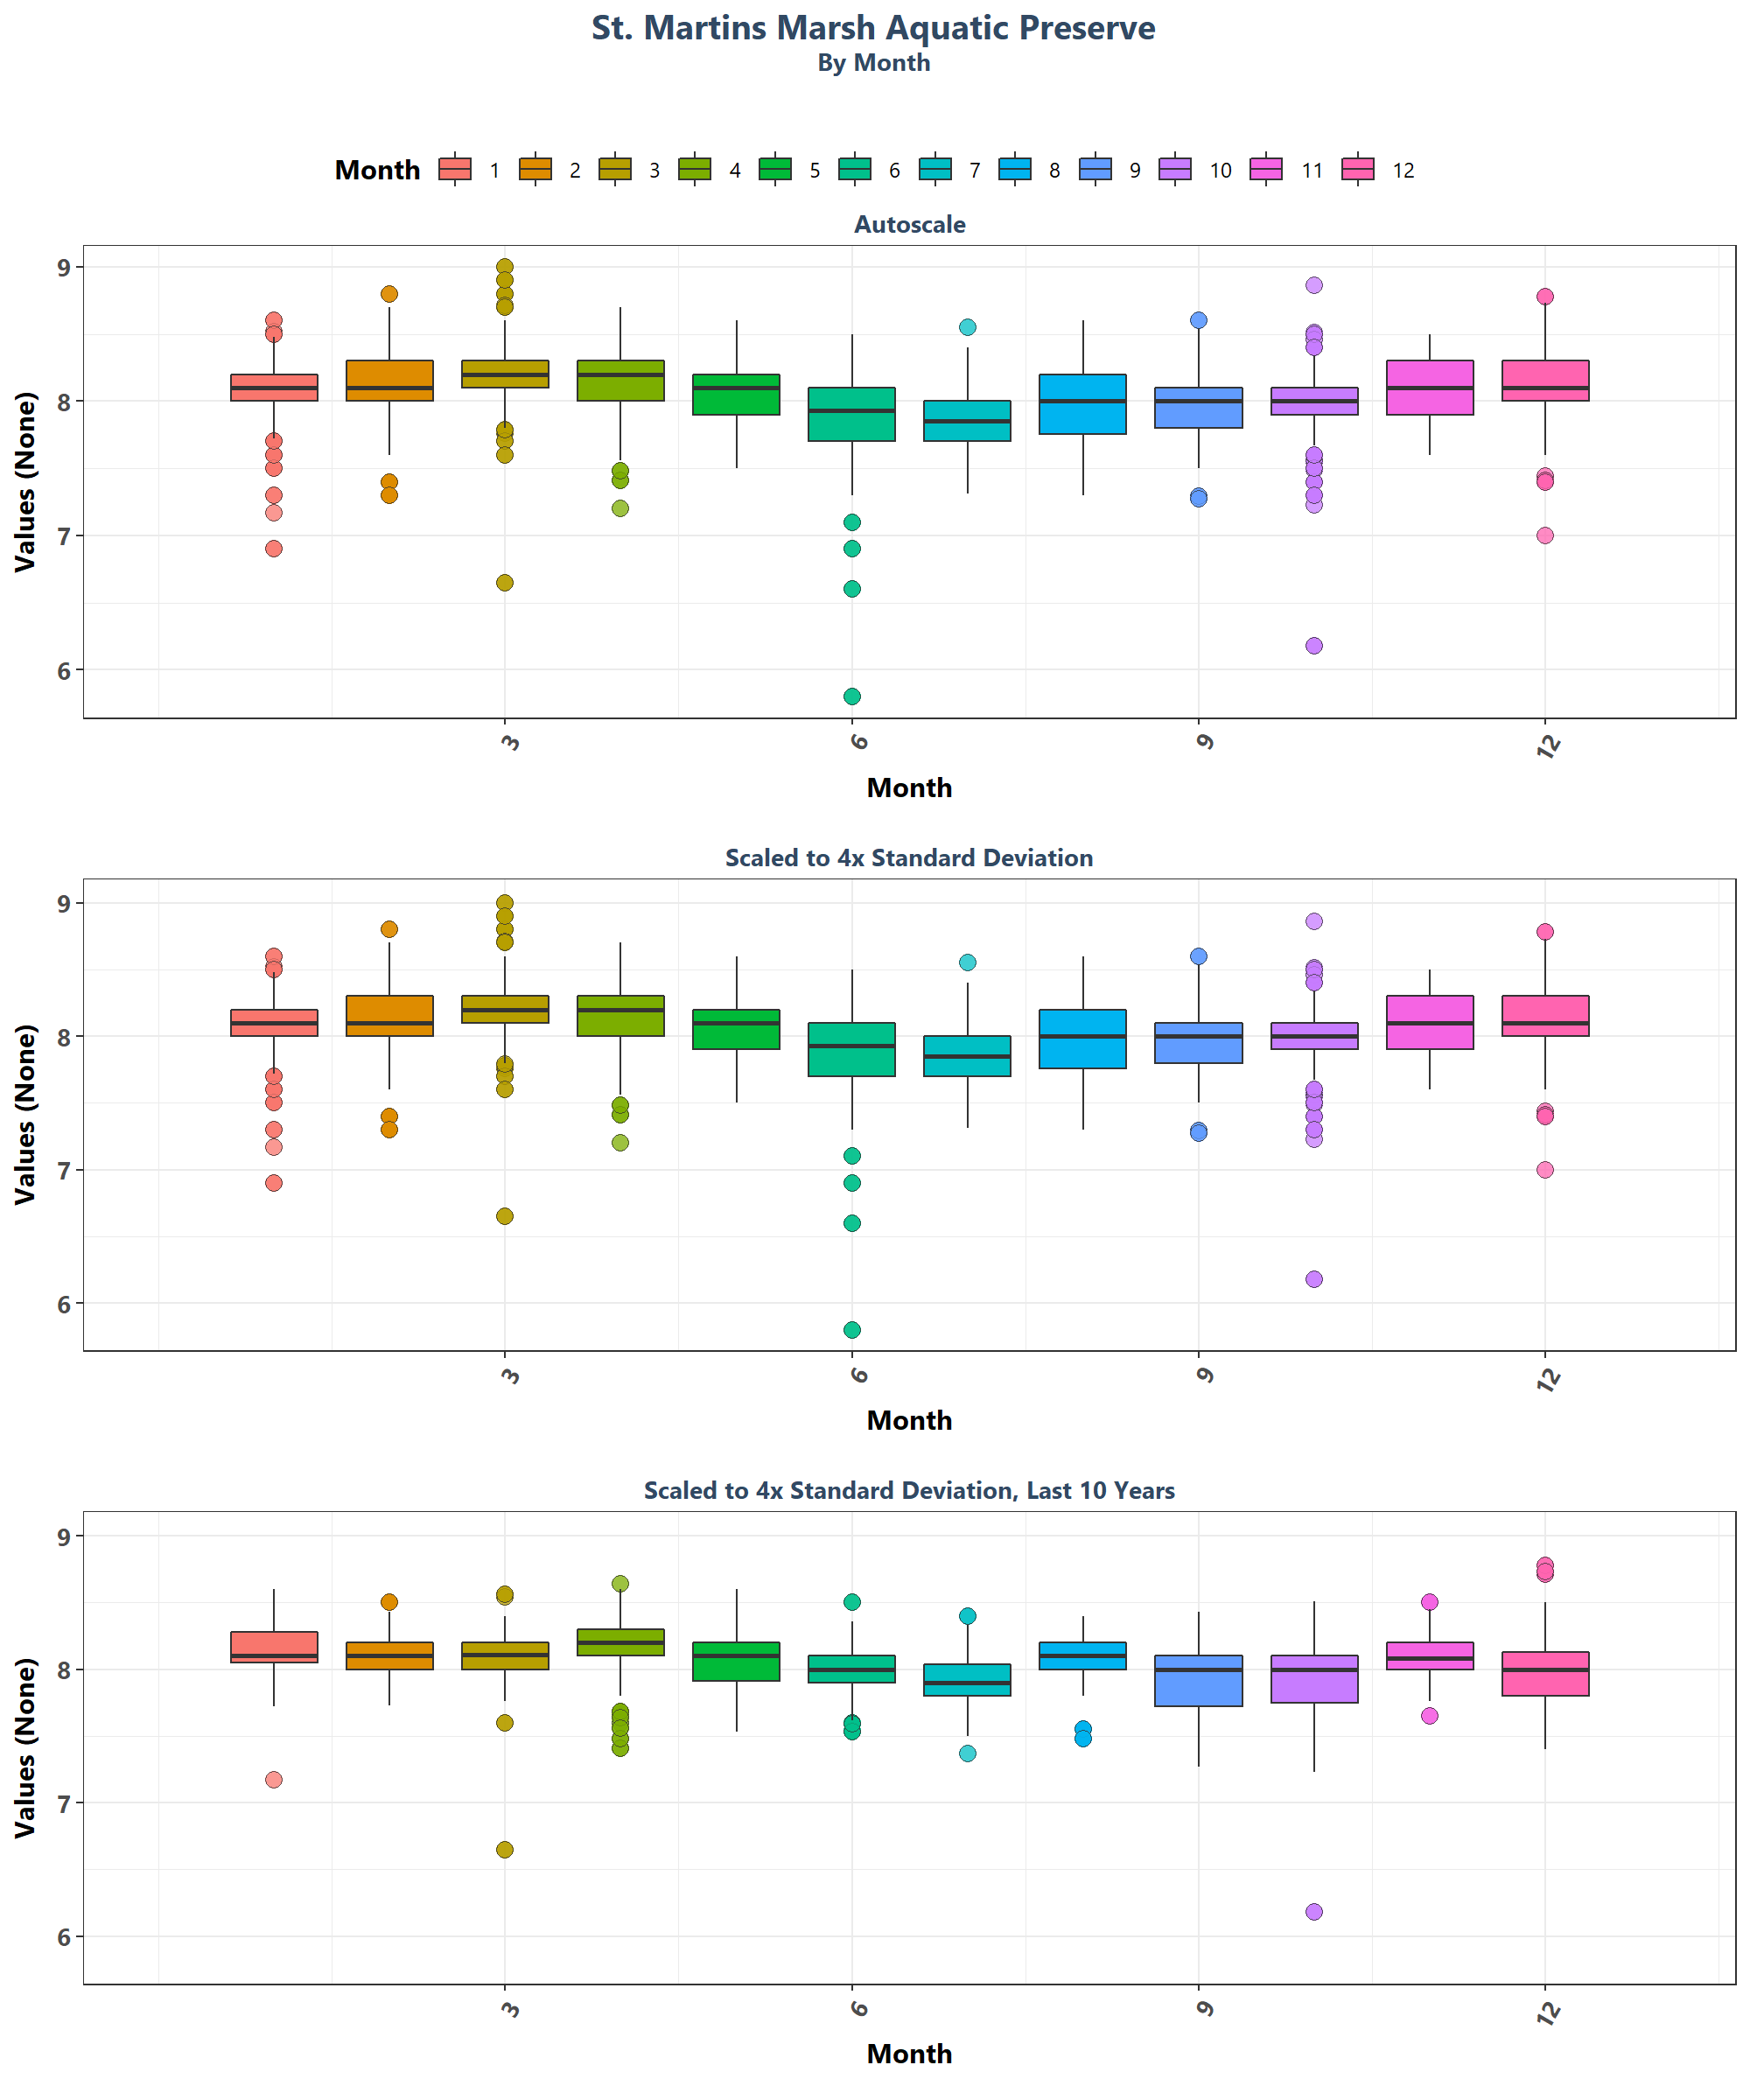 St. Martins Marsh Aquatic Preserve
By Month
Month 1 2 3 4 5 6 7 8 9 10 11 12
Autoscale
Values (None)
9
8
7
6
3 6 9 12
Month
Scaled to 4x Standard Deviation
Values (None)
9
8
7
6
3 6 9 12
Month
Scaled to 4x Standard Deviation, Last 10 Years
Values (None)
9
8
7
6
3 6 9 12
Month